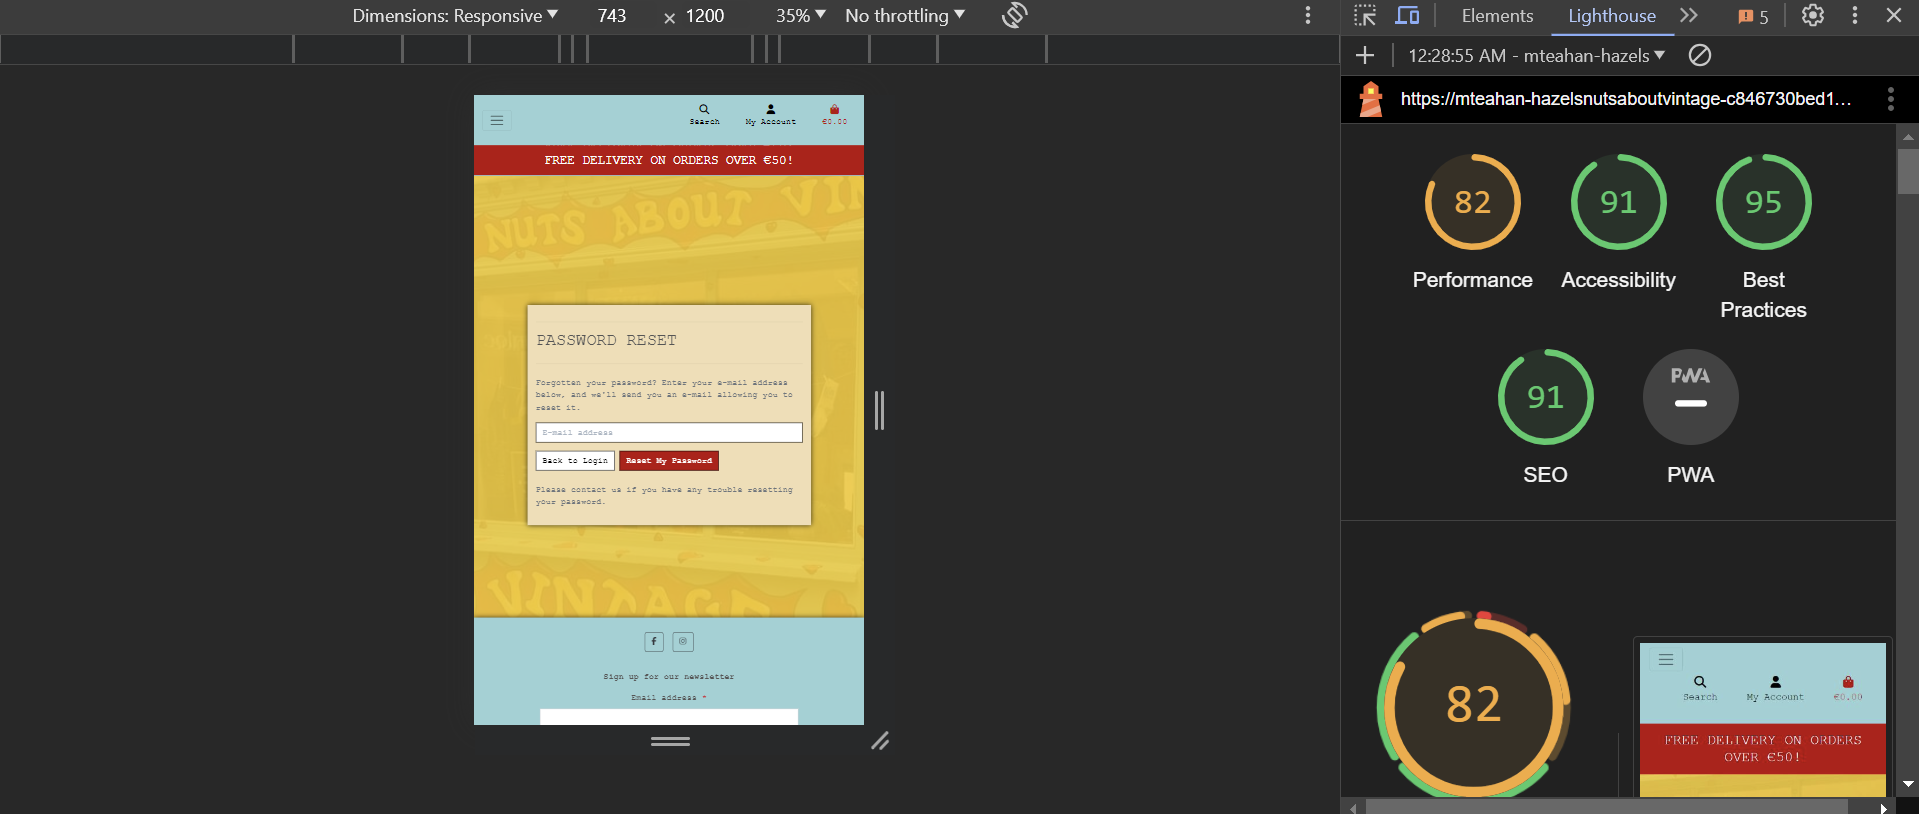 Dimensions: Responsive
743
×
1200
35%
No throttling
Elements
Lighthouse
5
12:28:55 AM - mteahan-hazels
https://mteahan-hazelsnutsaboutvintage-c846730bed1…
Search
My Account
€0.00
FREE DELIVERY ON ORDERS OVER €50!
NUTS ABOUT VIN
PASSWORD RESET
Forgotten your password? Enter your e-mail address
below, and we'll send you an e-mail allowing you to
reset it.
E-mail address
Back to Login
Reset My Password
Please contact us if you have any trouble resetting
your password.
VINTAGE
Sign up for our newsletter
Email address *
82
91
95
Performance
Accessibility
Best
Practices
91
PWA
SEO
PWA
82
Search
My Account
€0.00
FREE DELIVERY ON ORDERS
OVER €50!